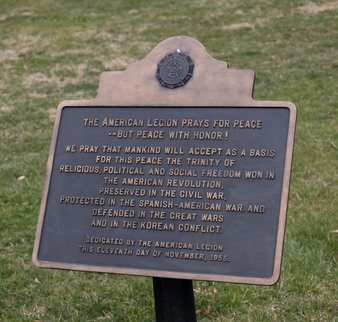 THE AMERICAN LEGION PRAYS FOR PEACE
--BUT PEACE WITH HONOR!
WE PRAY THAT MANKIND WILL ACCEPT AS A BASIS
FOR THIS PEACE THE TRINITY OF
RELIGIOUS, POLITICAL AND SOCIAL FREEDOM WON IN
THE AMERICAN REVOLUTION,
PRESERVED IN THE CIVIL WAR,
PROTECTED IN THE SPANISH-AMERICAN WAR, AND
DEFENDED IN THE GREAT WARS
AND IN THE KOREAN CONFLICT.
DEDICATED BY THE AMERICAN LEGION
THIS ELEVENTH DAY OF NOVEMBER, 1955.